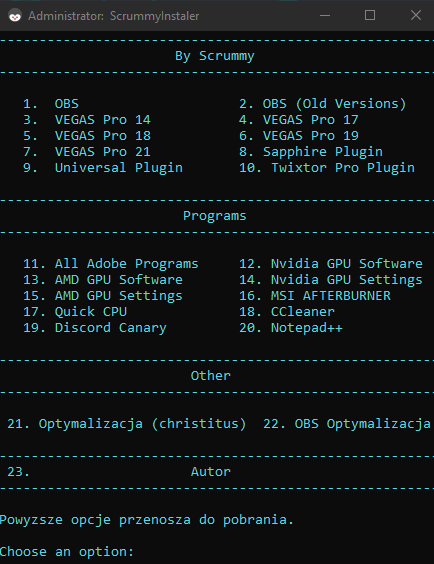 Administrator: ScrummyInstaler
By Scrummy
1. OBS 2. OBS (Old Versions)
3. VEGAS Pro 14 4. VEGAS Pro 17
5. VEGAS Pro 18 6. VEGAS Pro 19
7. VEGAS Pro 21 8. Sapphire Plugin
9. Universal Plugin 10. Twixtor Pro Plugin
Programs
11. All Adobe Programs 12. Nvidia GPU Software
13. AMD GPU Software 14. Nvidia GPU Settings
15. AMD GPU Settings 16. MSI AFTERBURNER
17. Quick CPU 18. CCleaner
19. Discord Canary 20. Notepad++
Other
21. Optymalizacja (christitus) 22. OBS Optymalizacja
23. Autor
Powyzsze opcje przenosza do pobrania.
Choose an option: